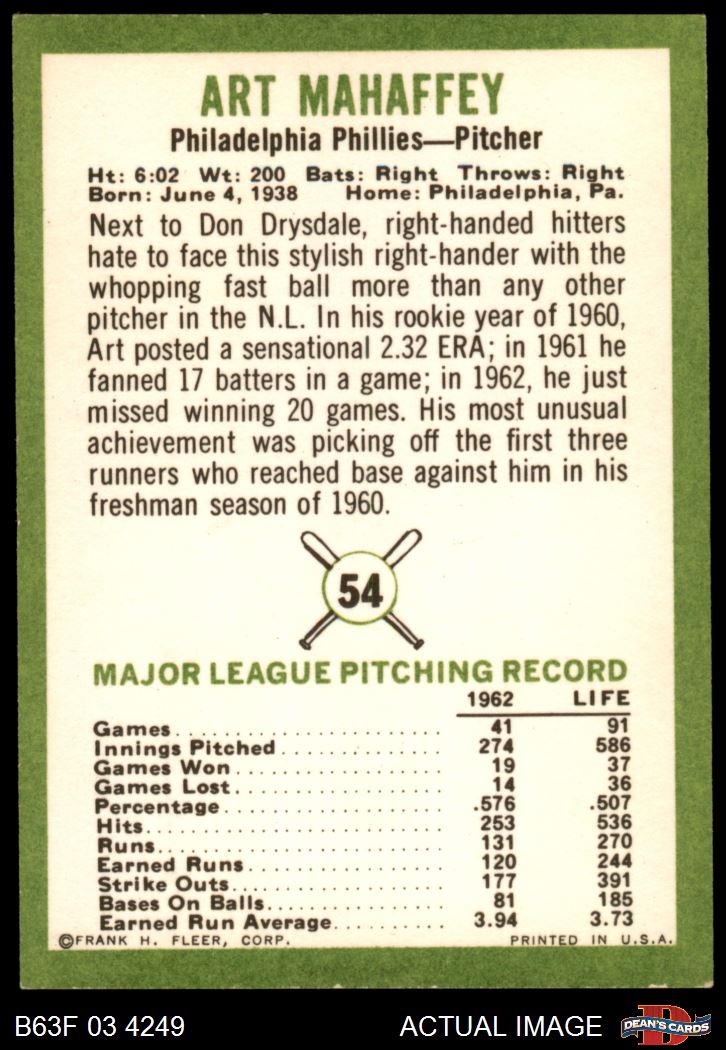 ART MAHAFFEY
Philadelphia Phillies—Pitcher
Ht: 6:02 Wt: 200 Bats: Right Throws: Right
Born: June 4, 1938 Home: Philadelphia, Pa.
Next to Don Drysdale, right-handed hitters
hate to face this stylish right-hander with the
whopping fast ball more than any other
pitcher in the N.L. In his rookie year of 1960,
Art posted a sensational 2.32 ERA; in 1961 he
fanned 17 batters in a game; in 1962, he just
missed winning 20 games. His most unusual
achievement was picking off the first three
runners who reached base against him in his
freshman season of 1960.
54
MAJOR LEAGUE PITCHING RECORD
1962 LIFE
Games 41 91
Innings Pitched 274 586
Games Won 19 37
Games Lost 14 36
Percentage .576 .507
Hits 253 536
Runs 131 270
Earned Runs 120 244
Strike Outs 177 391
Bases On Balls 81 185
Earned Run Average 3.94 3.73
©FRANK H. FLEER, CORP. PRINTED IN U.S.A.
B63F 03 4249 ACTUAL IMAGE D DEAN'S CARDS